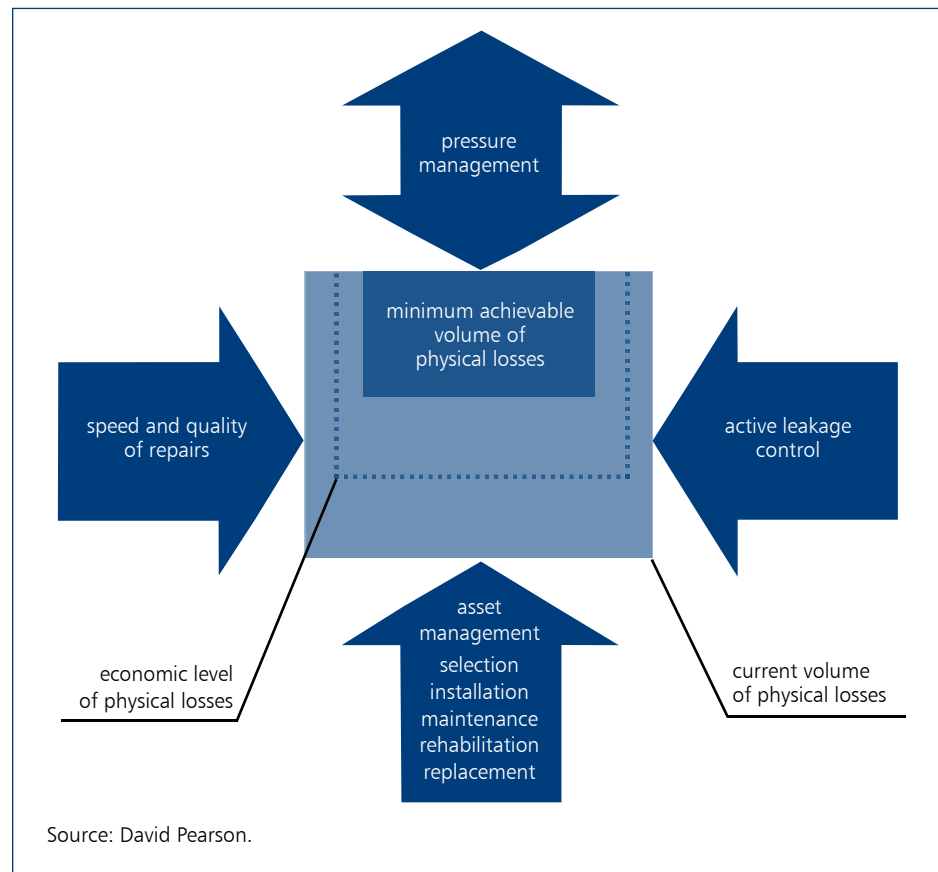 pressure
management
minimum achievable
volume of
physical losses
speed and quality
of repairs
active leakage
control
asset
management
selection
installation
maintenance
rehabilitation
replacement
economic level
of physical losses
current volume
of physical losses
Source: David Pearson.